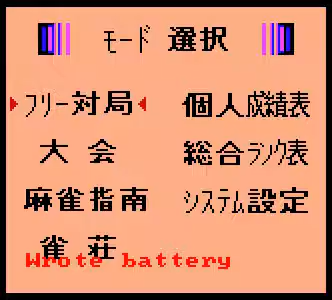 モード 選択
フリー対局 個人成績表
大会 総合ランク表
麻雀指南 システム設定
雀荘
Wrote battery